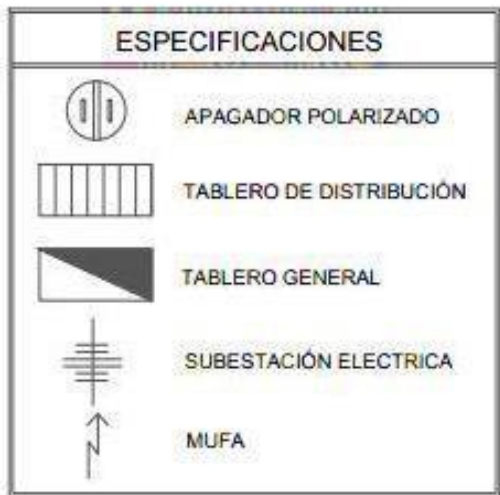 ESPECIFICACIONES
APAGADOR POLARIZADO
TABLERO DE DISTRIBUCIÓN
TABLERO GENERAL
SUBESTACIÓN ELECTRICA
MUFA